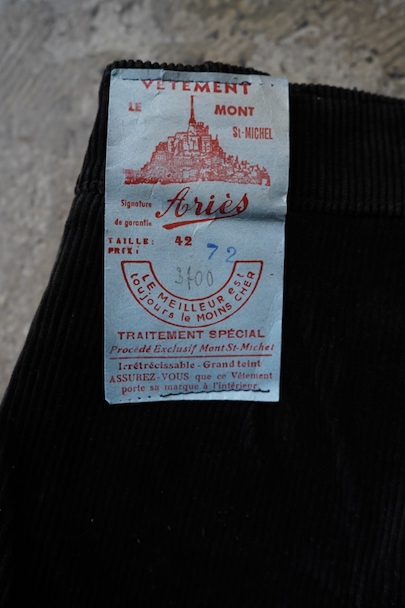 VÊTEMENT
LE MONT
St-MICHEL
Signature
de garantie
Ariès
TAILLE: 42
72
PRIX:
3700
LE MEILLEUR est
toujours le MOINS CHER
TRAITEMENT SPÉCIAL
Procédé Exclusif Mont St-Michel
Irrétrécissable - Grand teint
ASSUREZ-VOUS que ce Vêtement
porte sa marque à l'intérieur.